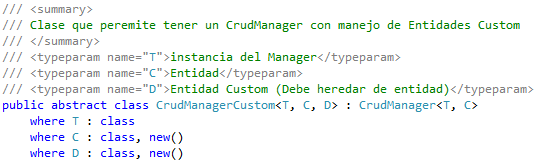 /// <summary>
/// Clase que peremite tener un CrudManager con manejo de Entidades Custom
/// </summary>
/// <typeparam name="T">instancia del Manager</typeparam>
/// <typeparam name="C">Entidad</typeparam>
/// <typeparam name="D">Entidad Custom (Debe heredar de entidad)</typeparam>
public abstract class CrudManagerCustom<T, C, D> : CrudManager<T, C>
    where T : class
    where C : class, new()
    where D : class, new()